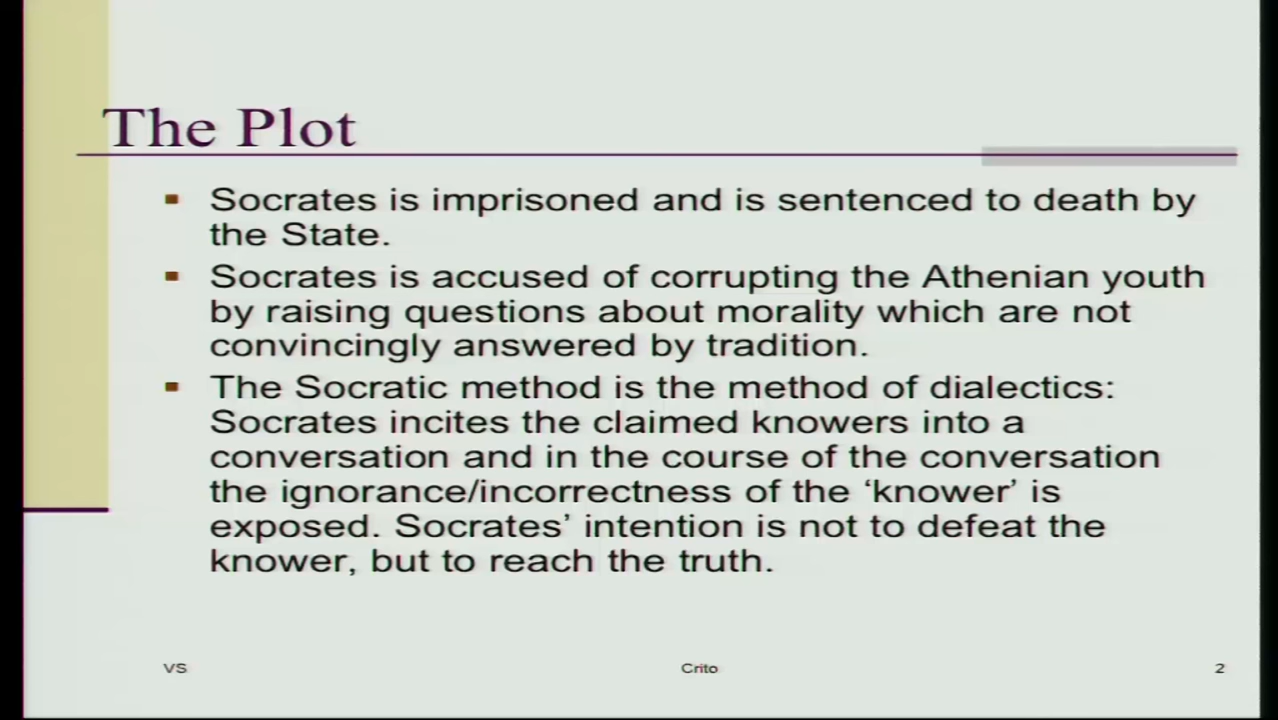 The Plot
Socrates is imprisoned and is sentenced to death by
the State.
Socrates is accused of corrupting the Athenian youth
by raising questions about morality which are not
convincingly answered by tradition.
The Socratic method is the method of dialectics:
Socrates incites the claimed knowers into a
conversation and in the course of the conversation
the ignorance/incorrectness of the ‘knower’ is
exposed. Socrates’ intention is not to defeat the
knower, but to reach the truth.
VS Crito 2